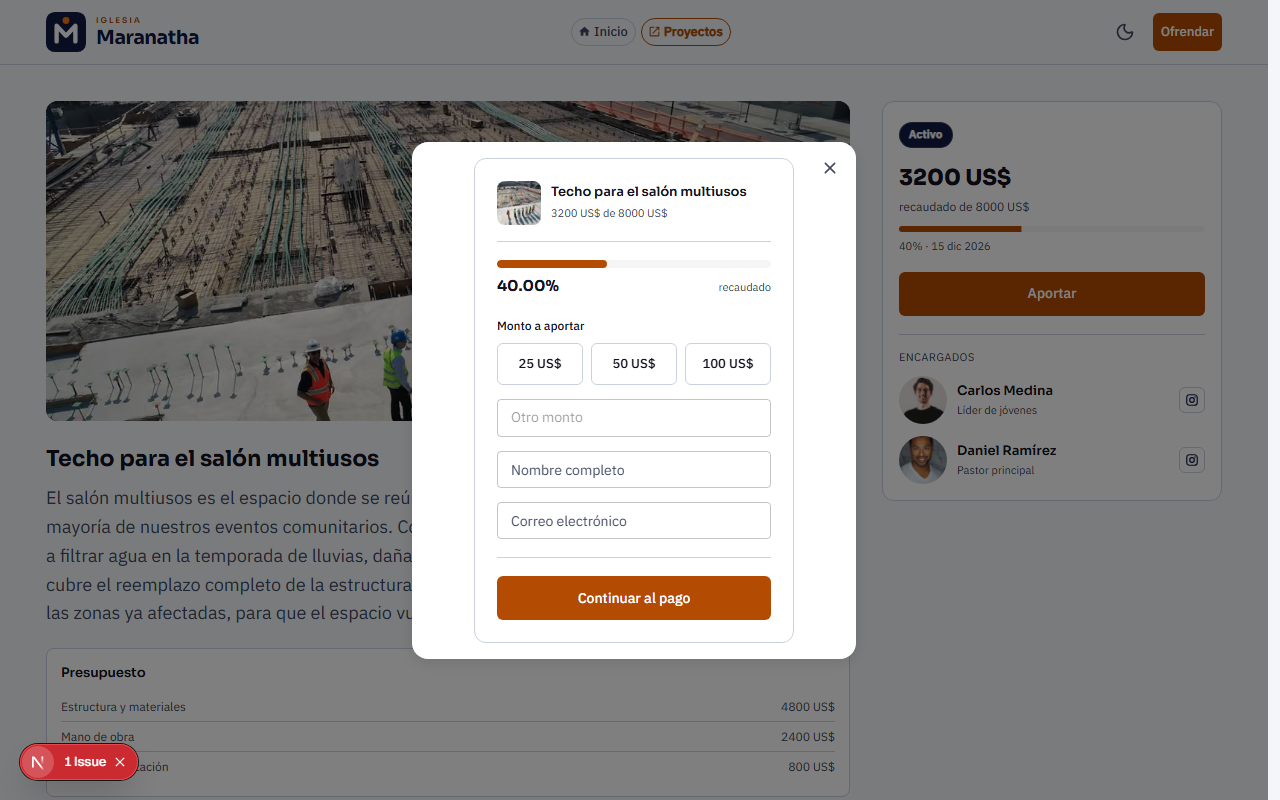 IGLESIA
Maranatha
Inicio
Proyectos
Ofrendar
Techo para el salón multiusos
3200 US$ de 8000 US$
40.00%
recaudado
Monto a aportar
25 US$
50 US$
100 US$
Otro monto
Nombre completo
Correo electrónico
Continuar al pago
Activo
3200 US$
recaudado de 8000 US$
40% · 15 dic 2026
Aportar
ENCARGADOS
Carlos Medina
Líder de jóvenes
Daniel Ramírez
Pastor principal
Techo para el salón multiusos
El salón multiusos es el espacio donde se reú
mayoría de nuestros eventos comunitarios. Co
a filtrar agua en la temporada de lluvias, daña
cubre el reemplazo completo de la estructura
las zonas ya afectadas, para que el espacio vu
Presupuesto
Estructura y materiales 4800 US$
Mano de obra 2400 US$
ación 800 US$
N 1 Issue